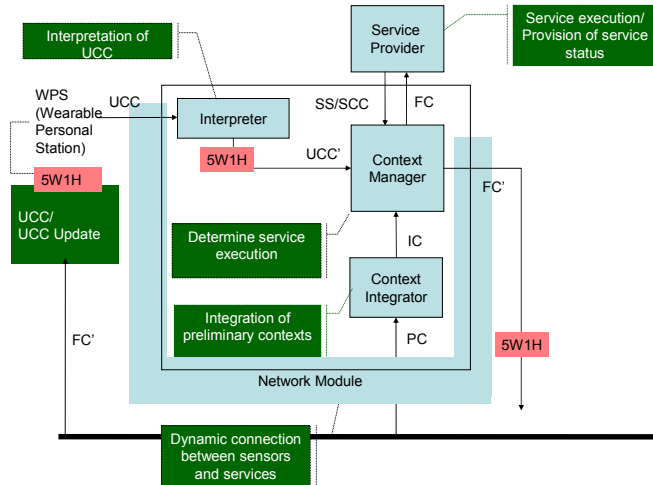 Interpretation of
UCC
Service
Provider
Service execution/
Provision of service
status
WPS
(Wearable
Personal
Station)
UCC
Interpreter
SS/SCC
FC
5W1H
UCC’
Context
Manager
FC’
5W1H
UCC/
UCC Update
Determine service
execution
IC
Context
Integrator
Integration of
preliminary contexts
PC
FC’
5W1H
Network Module
Dynamic connection
between sensors
and services